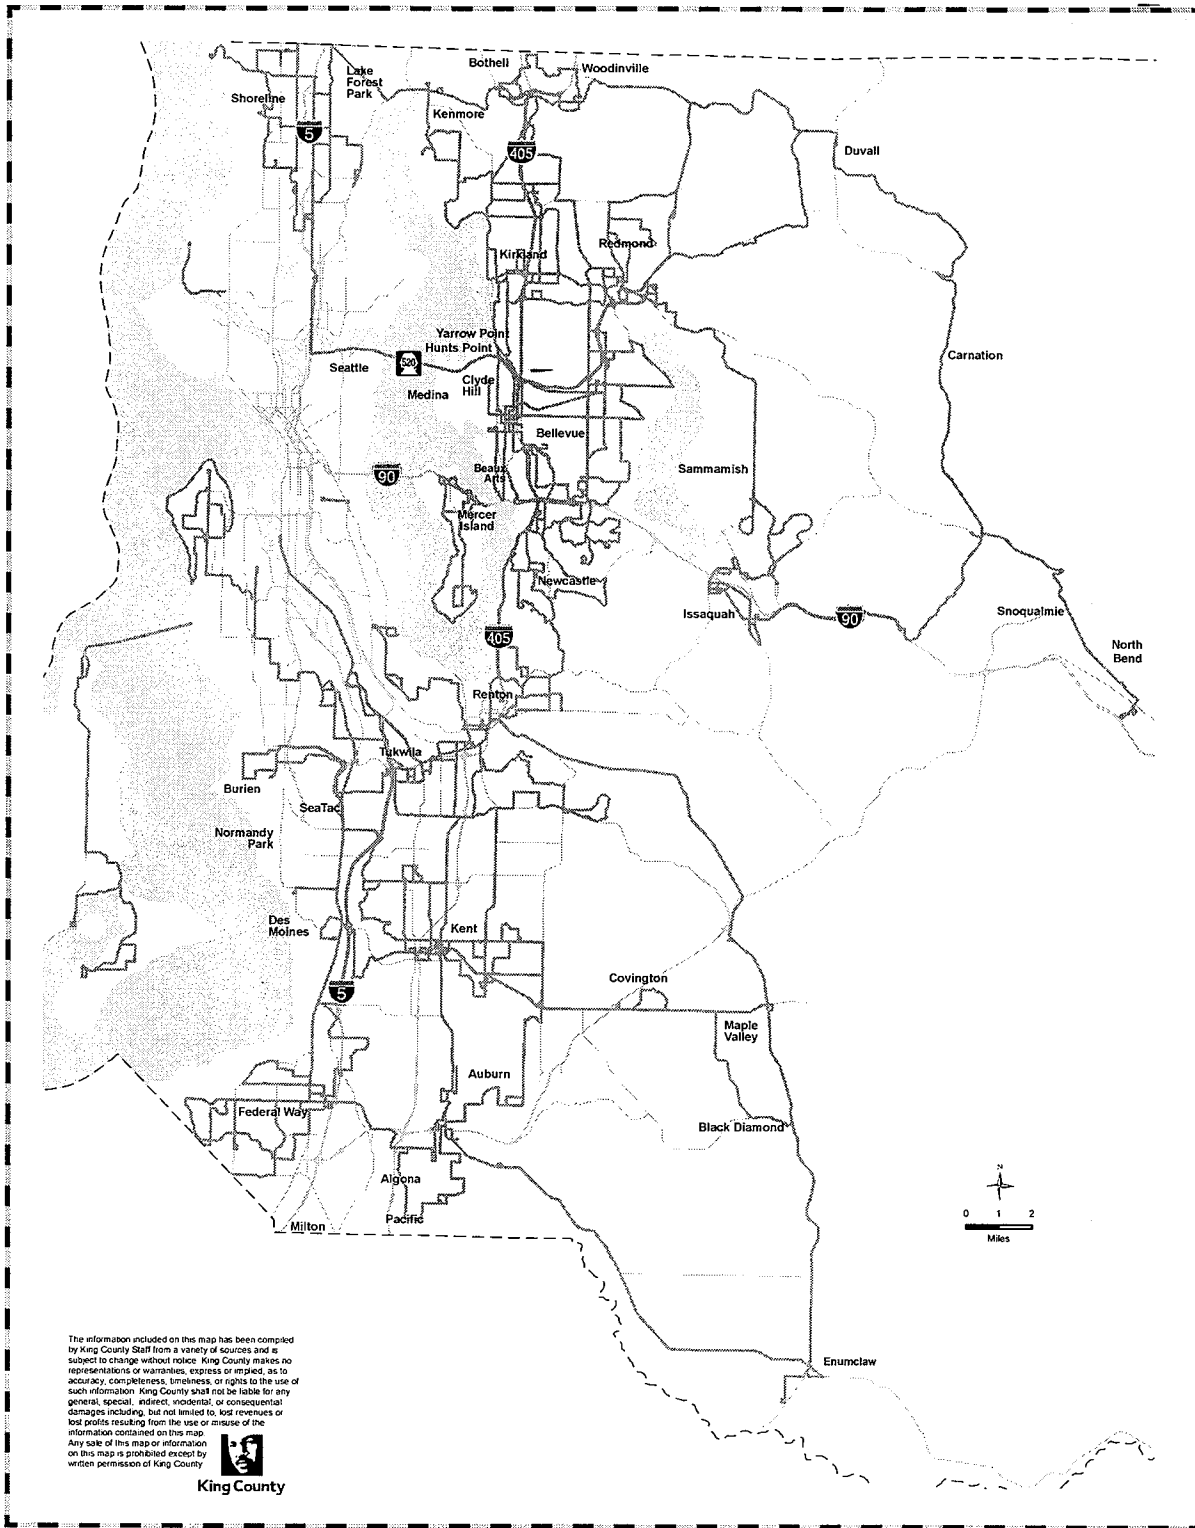 Bothell
Woodinville
Lake
Forest
Park
Shoreline
Kenmore
5
405
Duvall
Redmond
Kirkland
Yarrow Point
Hunts Point
Carnation
520
Seattle
Clyde
Hill
Medina
Bellevue
Beaux
Arts
Sammamish
90
Mercer
Island
Newcastle
Issaquah
90
Snoqualmie
405
North
Bend
Renton
Tukwila
Burien
SeaTac
Normandy
Park
Des
Moines
Kent
Covington
5
Maple
Valley
Auburn
Federal Way
Black Diamond
Algona
Pacific
Milton
N
0 1 2
Miles
Enumclaw
The information included on this map has been compiled
by King County Staff from a variety of sources and is
subject to change without notice. King County makes no
representations or warranties, express or implied, as to
accuracy, completeness, timeliness, or rights to the use of
such information. King County shall not be liable for any
general, special, indirect, incidental, or consequential
damages including, but not limited to, lost revenues or
lost profits resulting from the use or misuse of the
information contained on this map.
Any sale of this map or information
on this map is prohibited except by
written permission of King County
King County